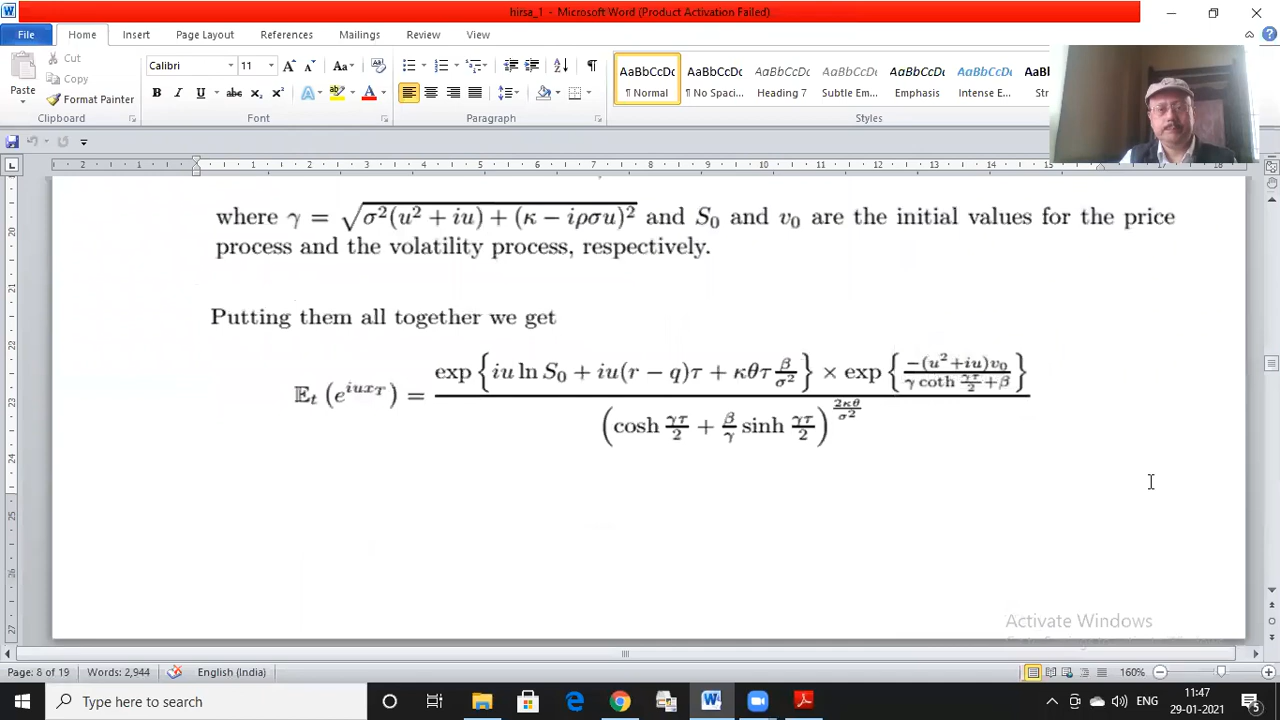 hirsa_1 - Microsoft Word (Product Activation Failed)
File Home Insert Page Layout References Mailings Review View
Cut
Copy
Paste
Format Painter
Clipboard
Calibri 11
Font
Paragraph
AaBbCcDc AaBbCcDc AaBbCcDc AaBbCcDc AaBbCcDc AaBbCcDc
¶ Normal ¶ No Spaci... Heading 7 Subtle Em... Emphasis Intense E...
Styles
where γ = √(σ²(u² + iu) + (κ − iρσu)²) and S₀ and v₀ are the initial values for the price
process and the volatility process, respectively.
Putting them all together we get
𝔼ₜ (e^{iux_T}) = exp{iu ln S₀ + iu(r − q)τ + κθτ β/σ²} × exp{−(u²+iu)v₀ / (γ coth γτ/2 + β)} / (cosh γτ/2 + β/γ sinh γτ/2)^{2κθ/σ²}
Activate Windows
Page: 8 of 19 Words: 2,944 English (India) 160%
Type here to search
ENG
11:47
29-01-2021
5